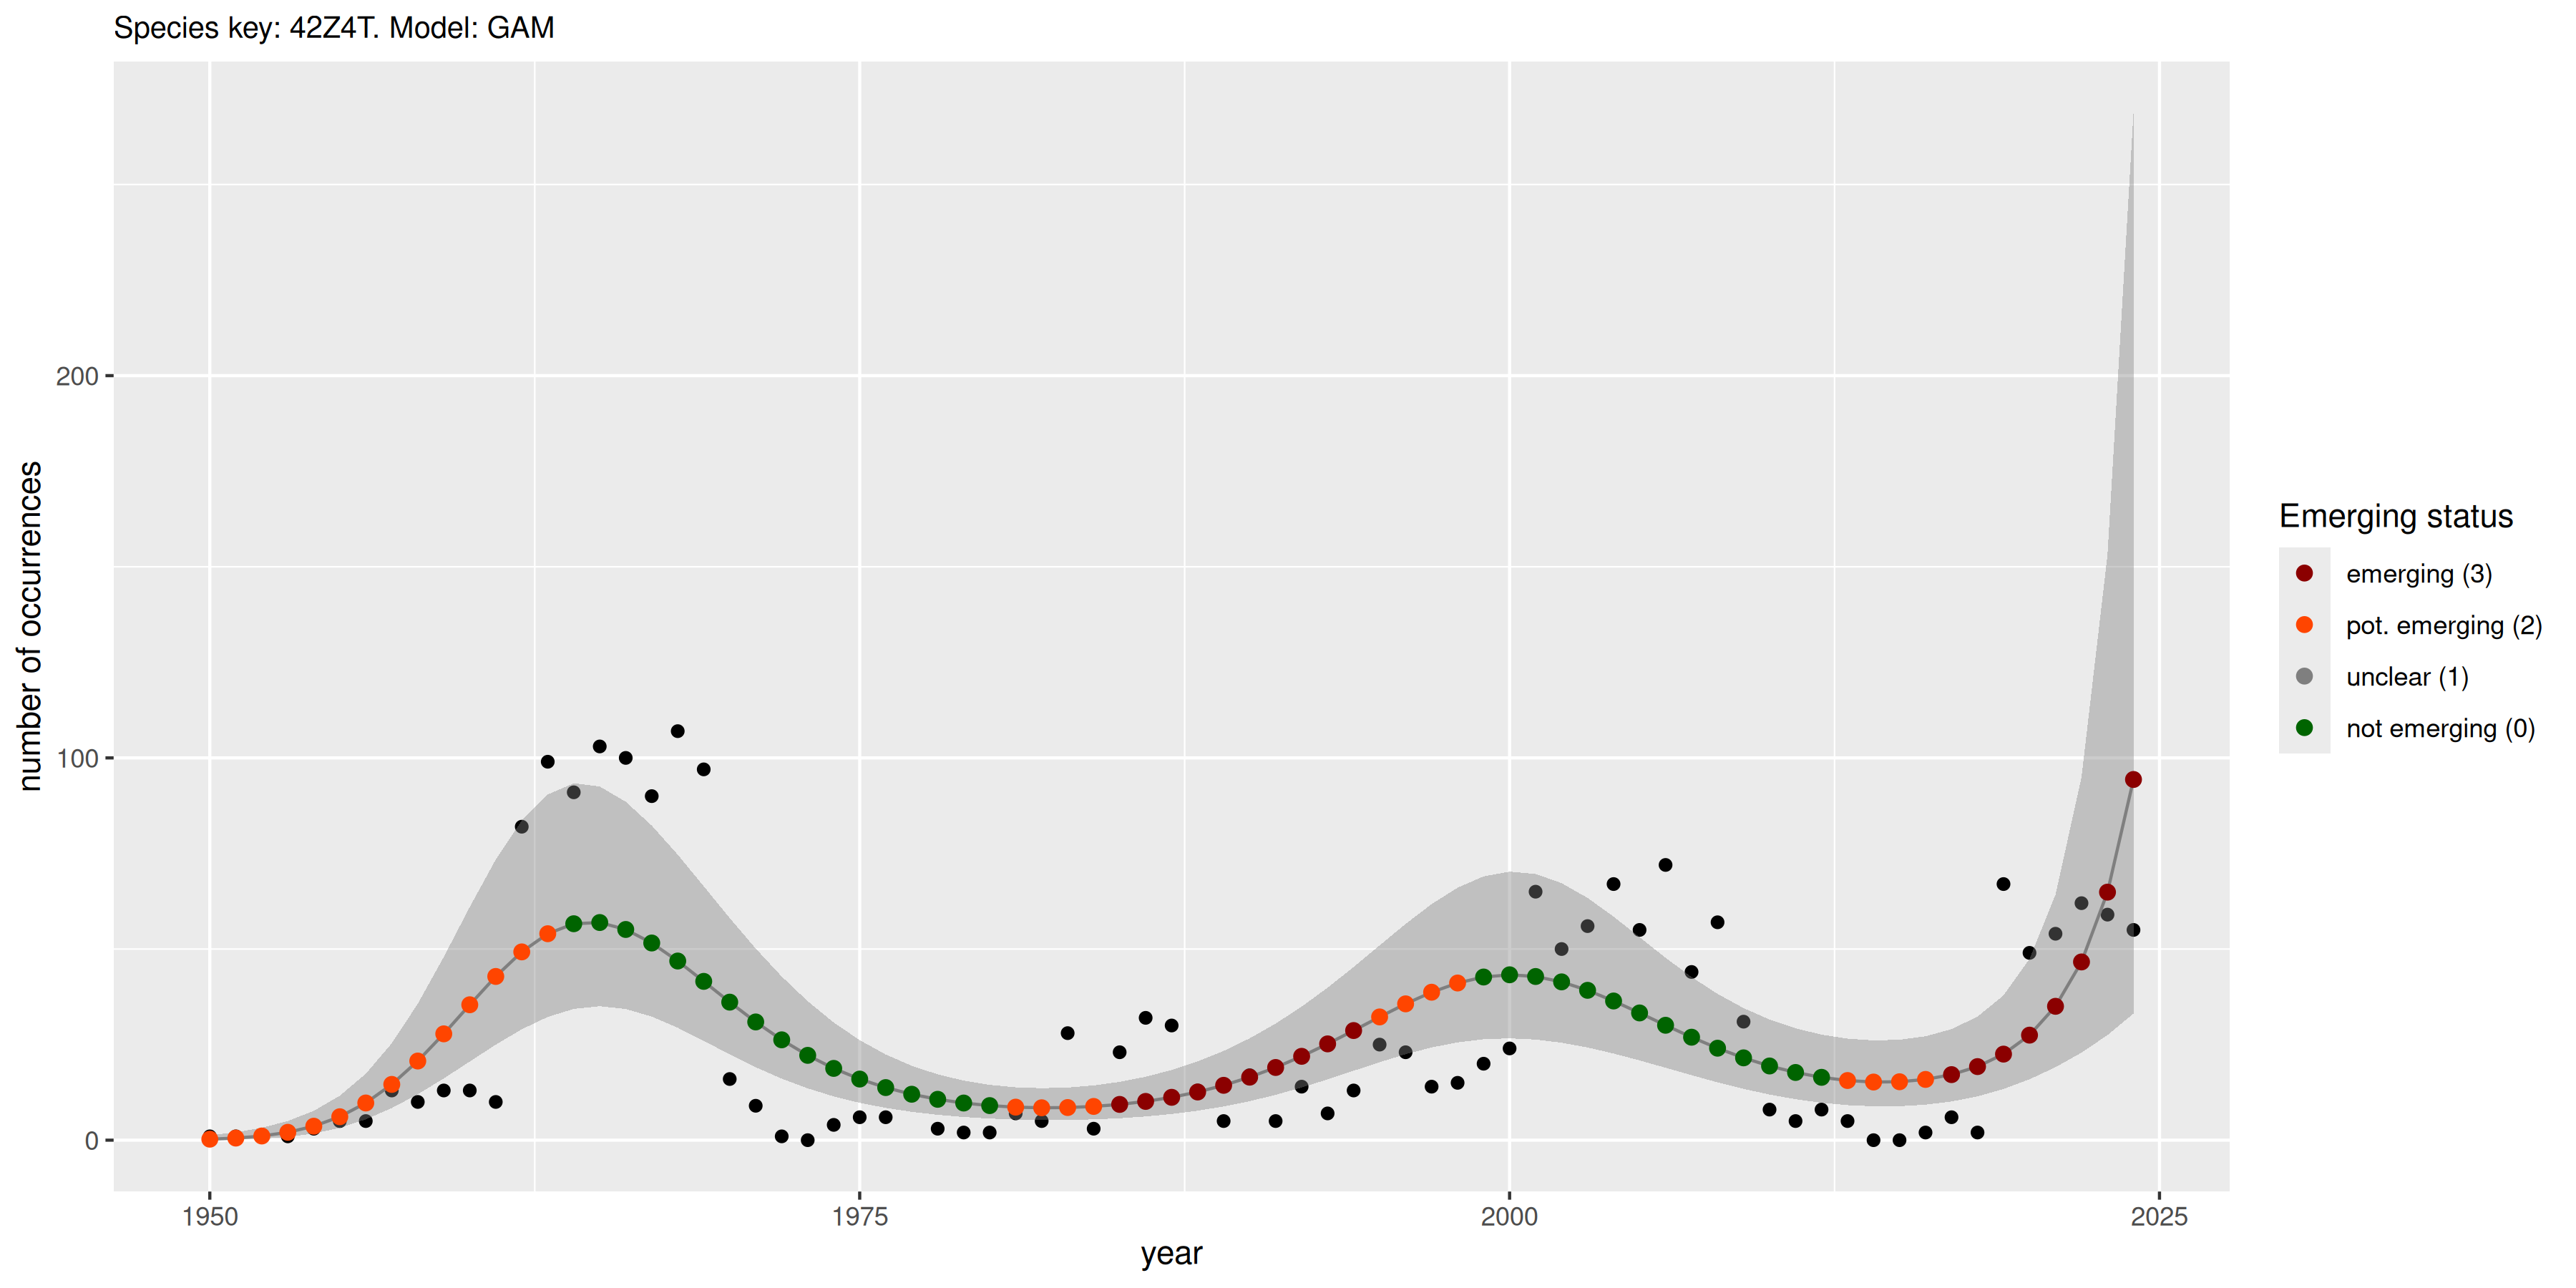 Species key: 42Z4T. Model: GAM
number of occurrences
200
100
0
1950
1975
2000
2025
year
Emerging status
emerging (3)
pot. emerging (2)
unclear (1)
not emerging (0)